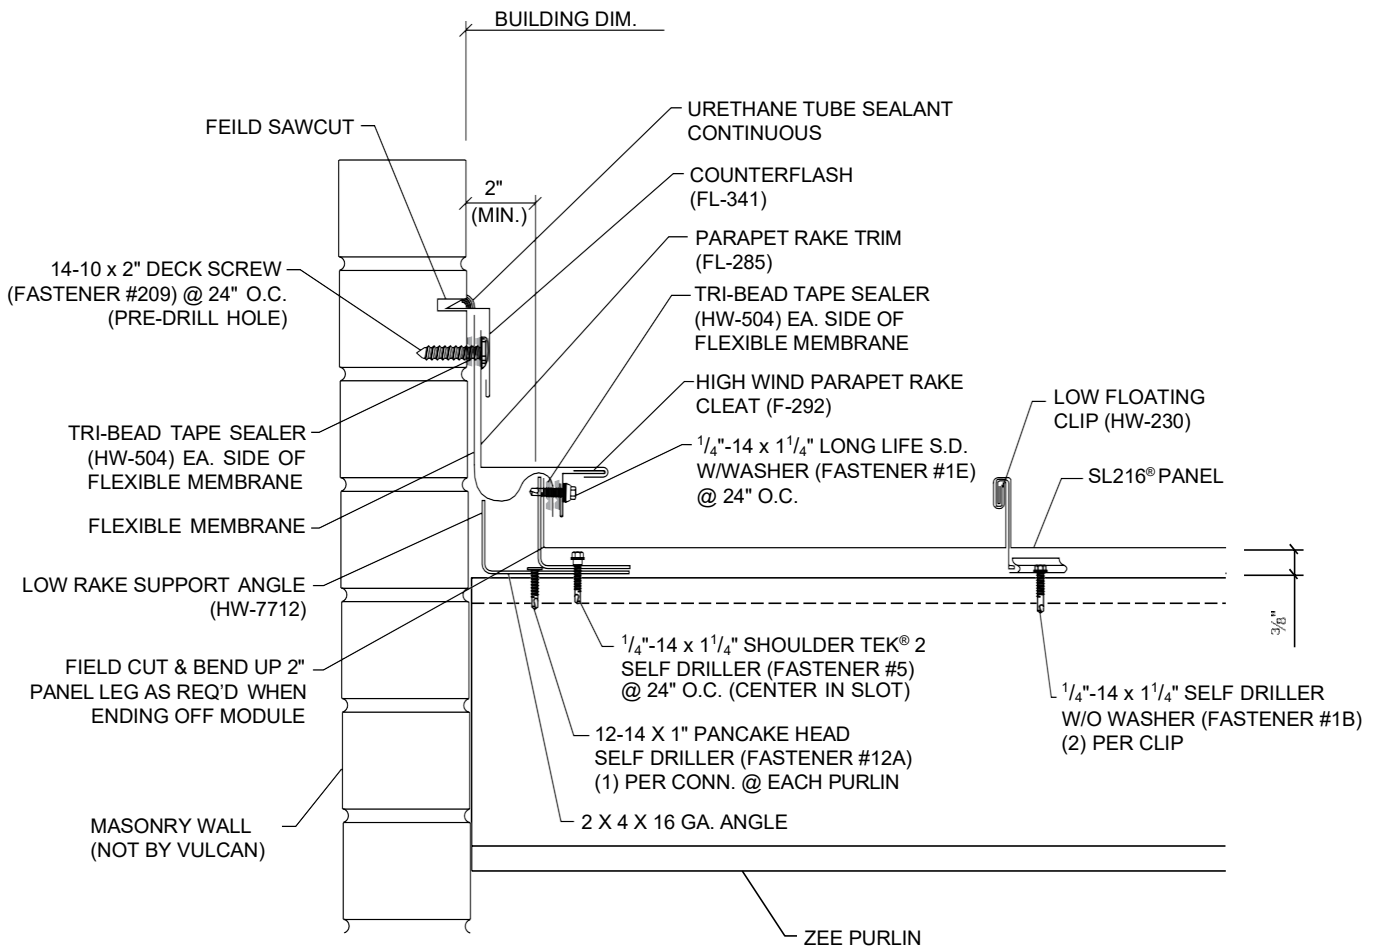 BUILDING DIM.
FEILD SAWCUT
URETHANE TUBE SEALANT
CONTINUOUS
COUNTERFLASH
(FL-341)
2"
(MIN.)
PARAPET RAKE TRIM
(FL-285)
14-10 x 2" DECK SCREW
(FASTENER #209) @ 24" O.C.
(PRE-DRILL HOLE)
TRI-BEAD TAPE SEALER
(HW-504) EA. SIDE OF
FLEXIBLE MEMBRANE
HIGH WIND PARAPET RAKE
CLEAT (F-292)
LOW FLOATING
CLIP (HW-230)
TRI-BEAD TAPE SEALER
(HW-504) EA. SIDE OF
FLEXIBLE MEMBRANE
1/4"-14 x 1 1/4" LONG LIFE S.D.
W/WASHER (FASTENER #1E)
@ 24" O.C.
SL216® PANEL
FLEXIBLE MEMBRANE
LOW RAKE SUPPORT ANGLE
(HW-7712)
3/8"
FIELD CUT & BEND UP 2"
PANEL LEG AS REQ'D WHEN
ENDING OFF MODULE
1/4"-14 x 1 1/4" SHOULDER TEK® 2
SELF DRILLER (FASTENER #5)
@ 24" O.C. (CENTER IN SLOT)
1/4"-14 x 1 1/4" SELF DRILLER
W/O WASHER (FASTENER #1B)
(2) PER CLIP
12-14 X 1" PANCAKE HEAD
SELF DRILLER (FASTENER #12A)
(1) PER CONN. @ EACH PURLIN
2 X 4 X 16 GA. ANGLE
MASONRY WALL
(NOT BY VULCAN)
ZEE PURLIN